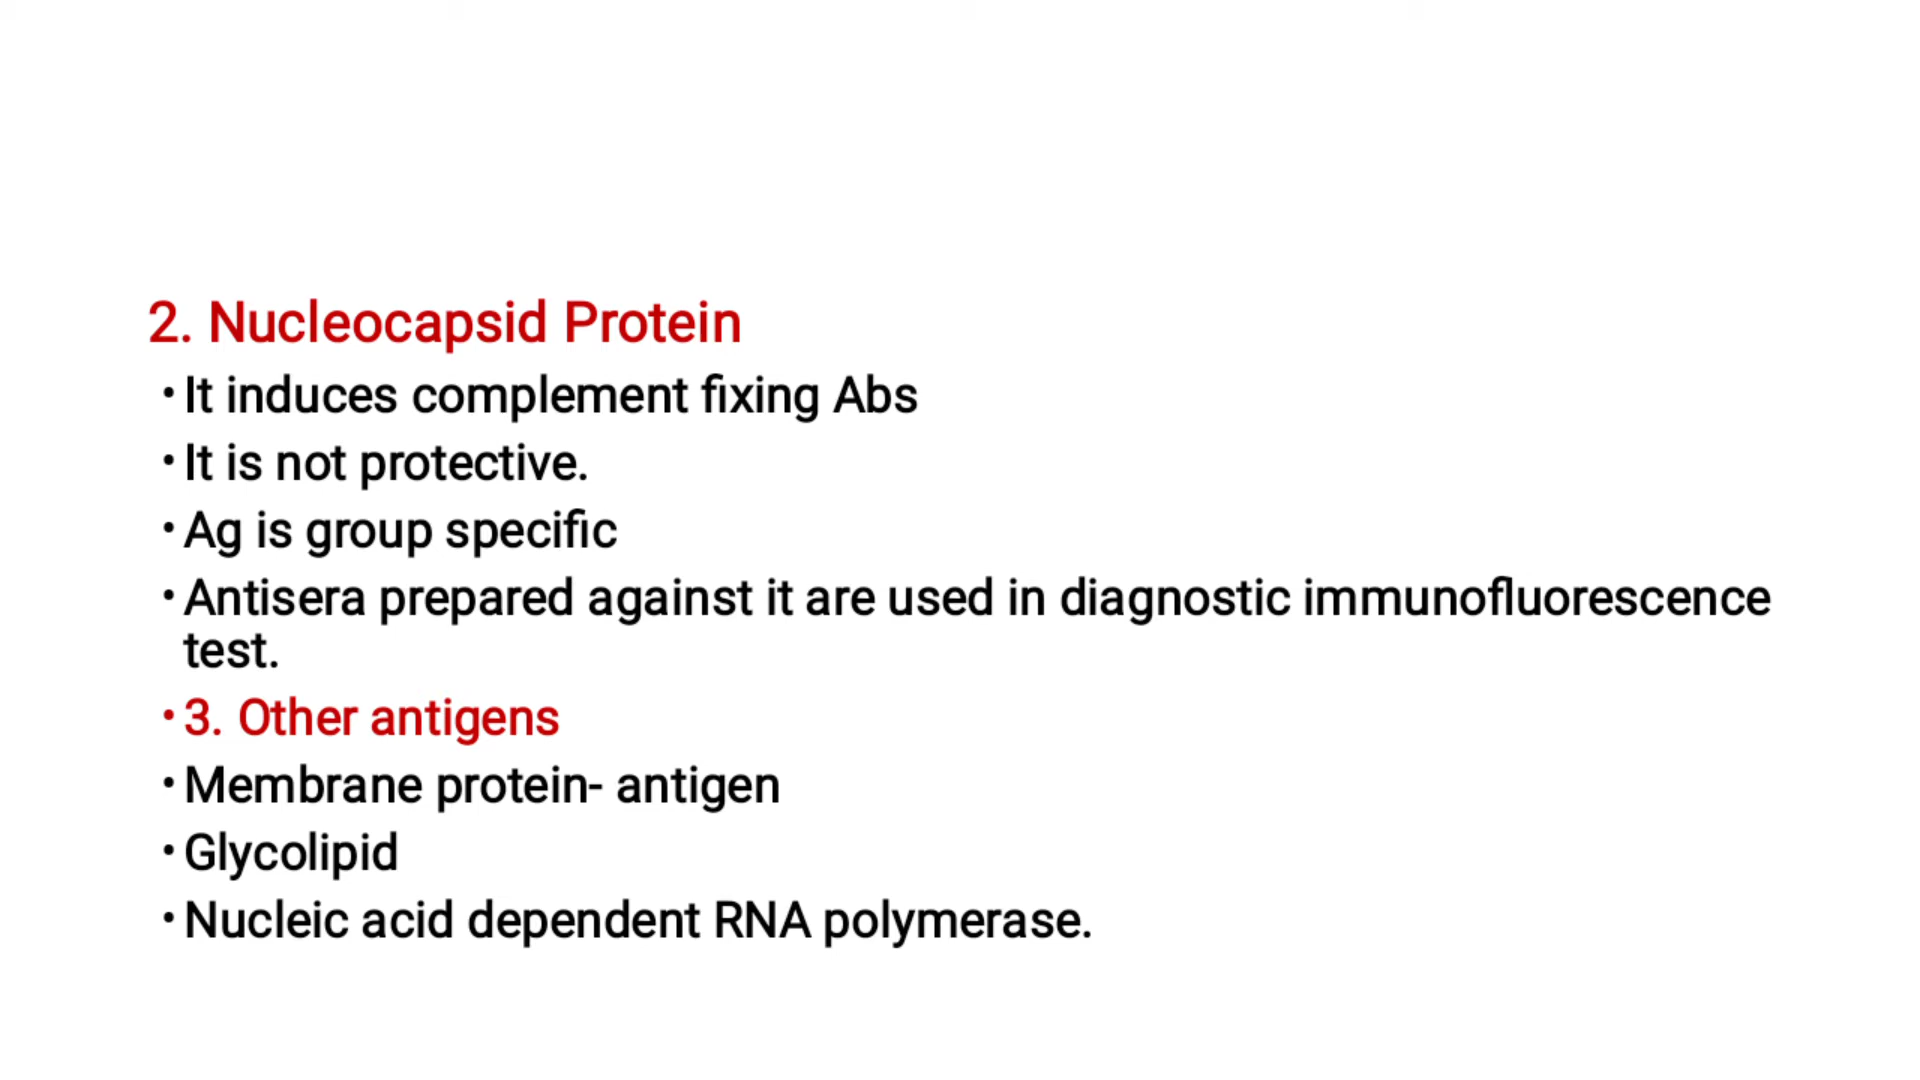 2. Nucleocapsid Protein
• It induces complement fixing Abs
• It is not protective.
• Ag is group specific
• Antisera prepared against it are used in diagnostic immunofluorescence
test.
• 3. Other antigens
• Membrane protein- antigen
• Glycolipid
• Nucleic acid dependent RNA polymerase.